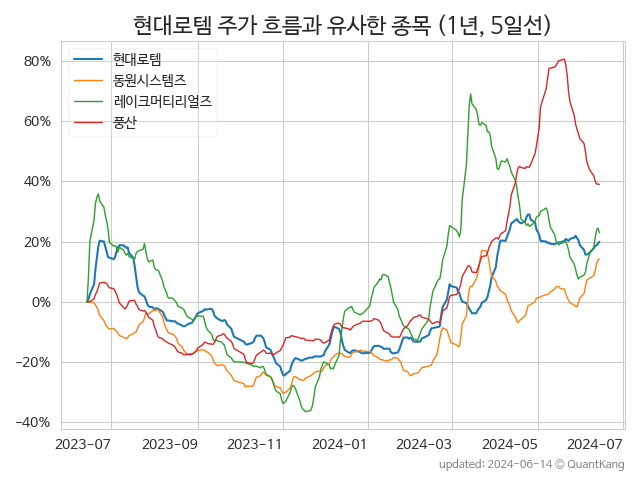 현대로템 주가 흐름과 유사한 종목 (1년, 5일선)
현대로템
동원시스템즈
레이크머티리얼즈
풍산
80%
60%
40%
20%
0%
−20%
−40%
2023-07 2023-09 2023-11 2024-01 2024-03 2024-05 2024-07
updated: 2024-06-14 © QuantKang